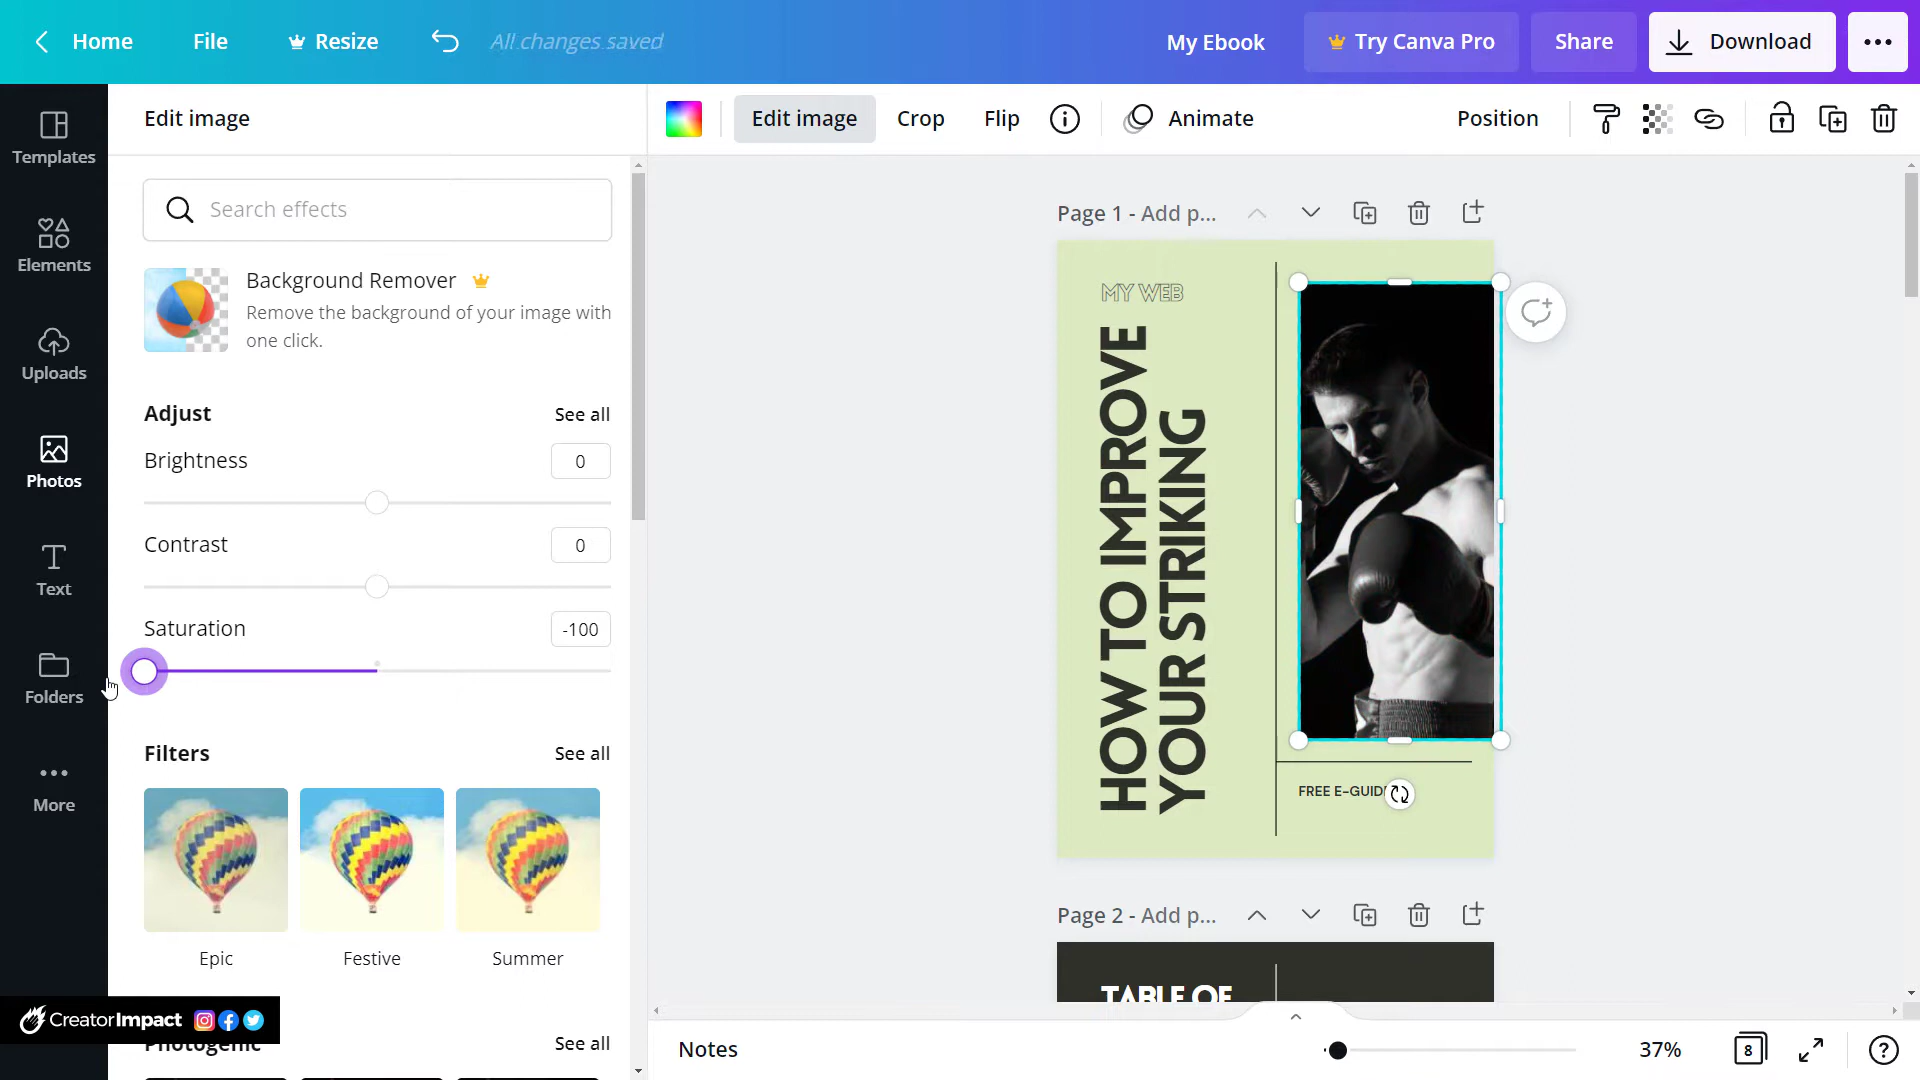 Home
File
Resize
All changes saved
My Ebook
Try Canva Pro
Share
Download
Templates
Elements
Uploads
Photos
Text
Folders
More
Edit image
Search effects
Background Remover
Remove the background of your image with
one click.
Adjust
See all
Brightness
0
Contrast
0
Saturation
-100
Filters
See all
Epic
Festive
Summer
Photogenic
See all
CreatorImpact
Edit image
Crop
Flip
Animate
Position
Page 1 - Add p...
MY WEB
HOW TO IMPROVE
YOUR STRIKING
FREE E-GUIDE
Page 2 - Add p...
TABLE OF
Notes
37%
8